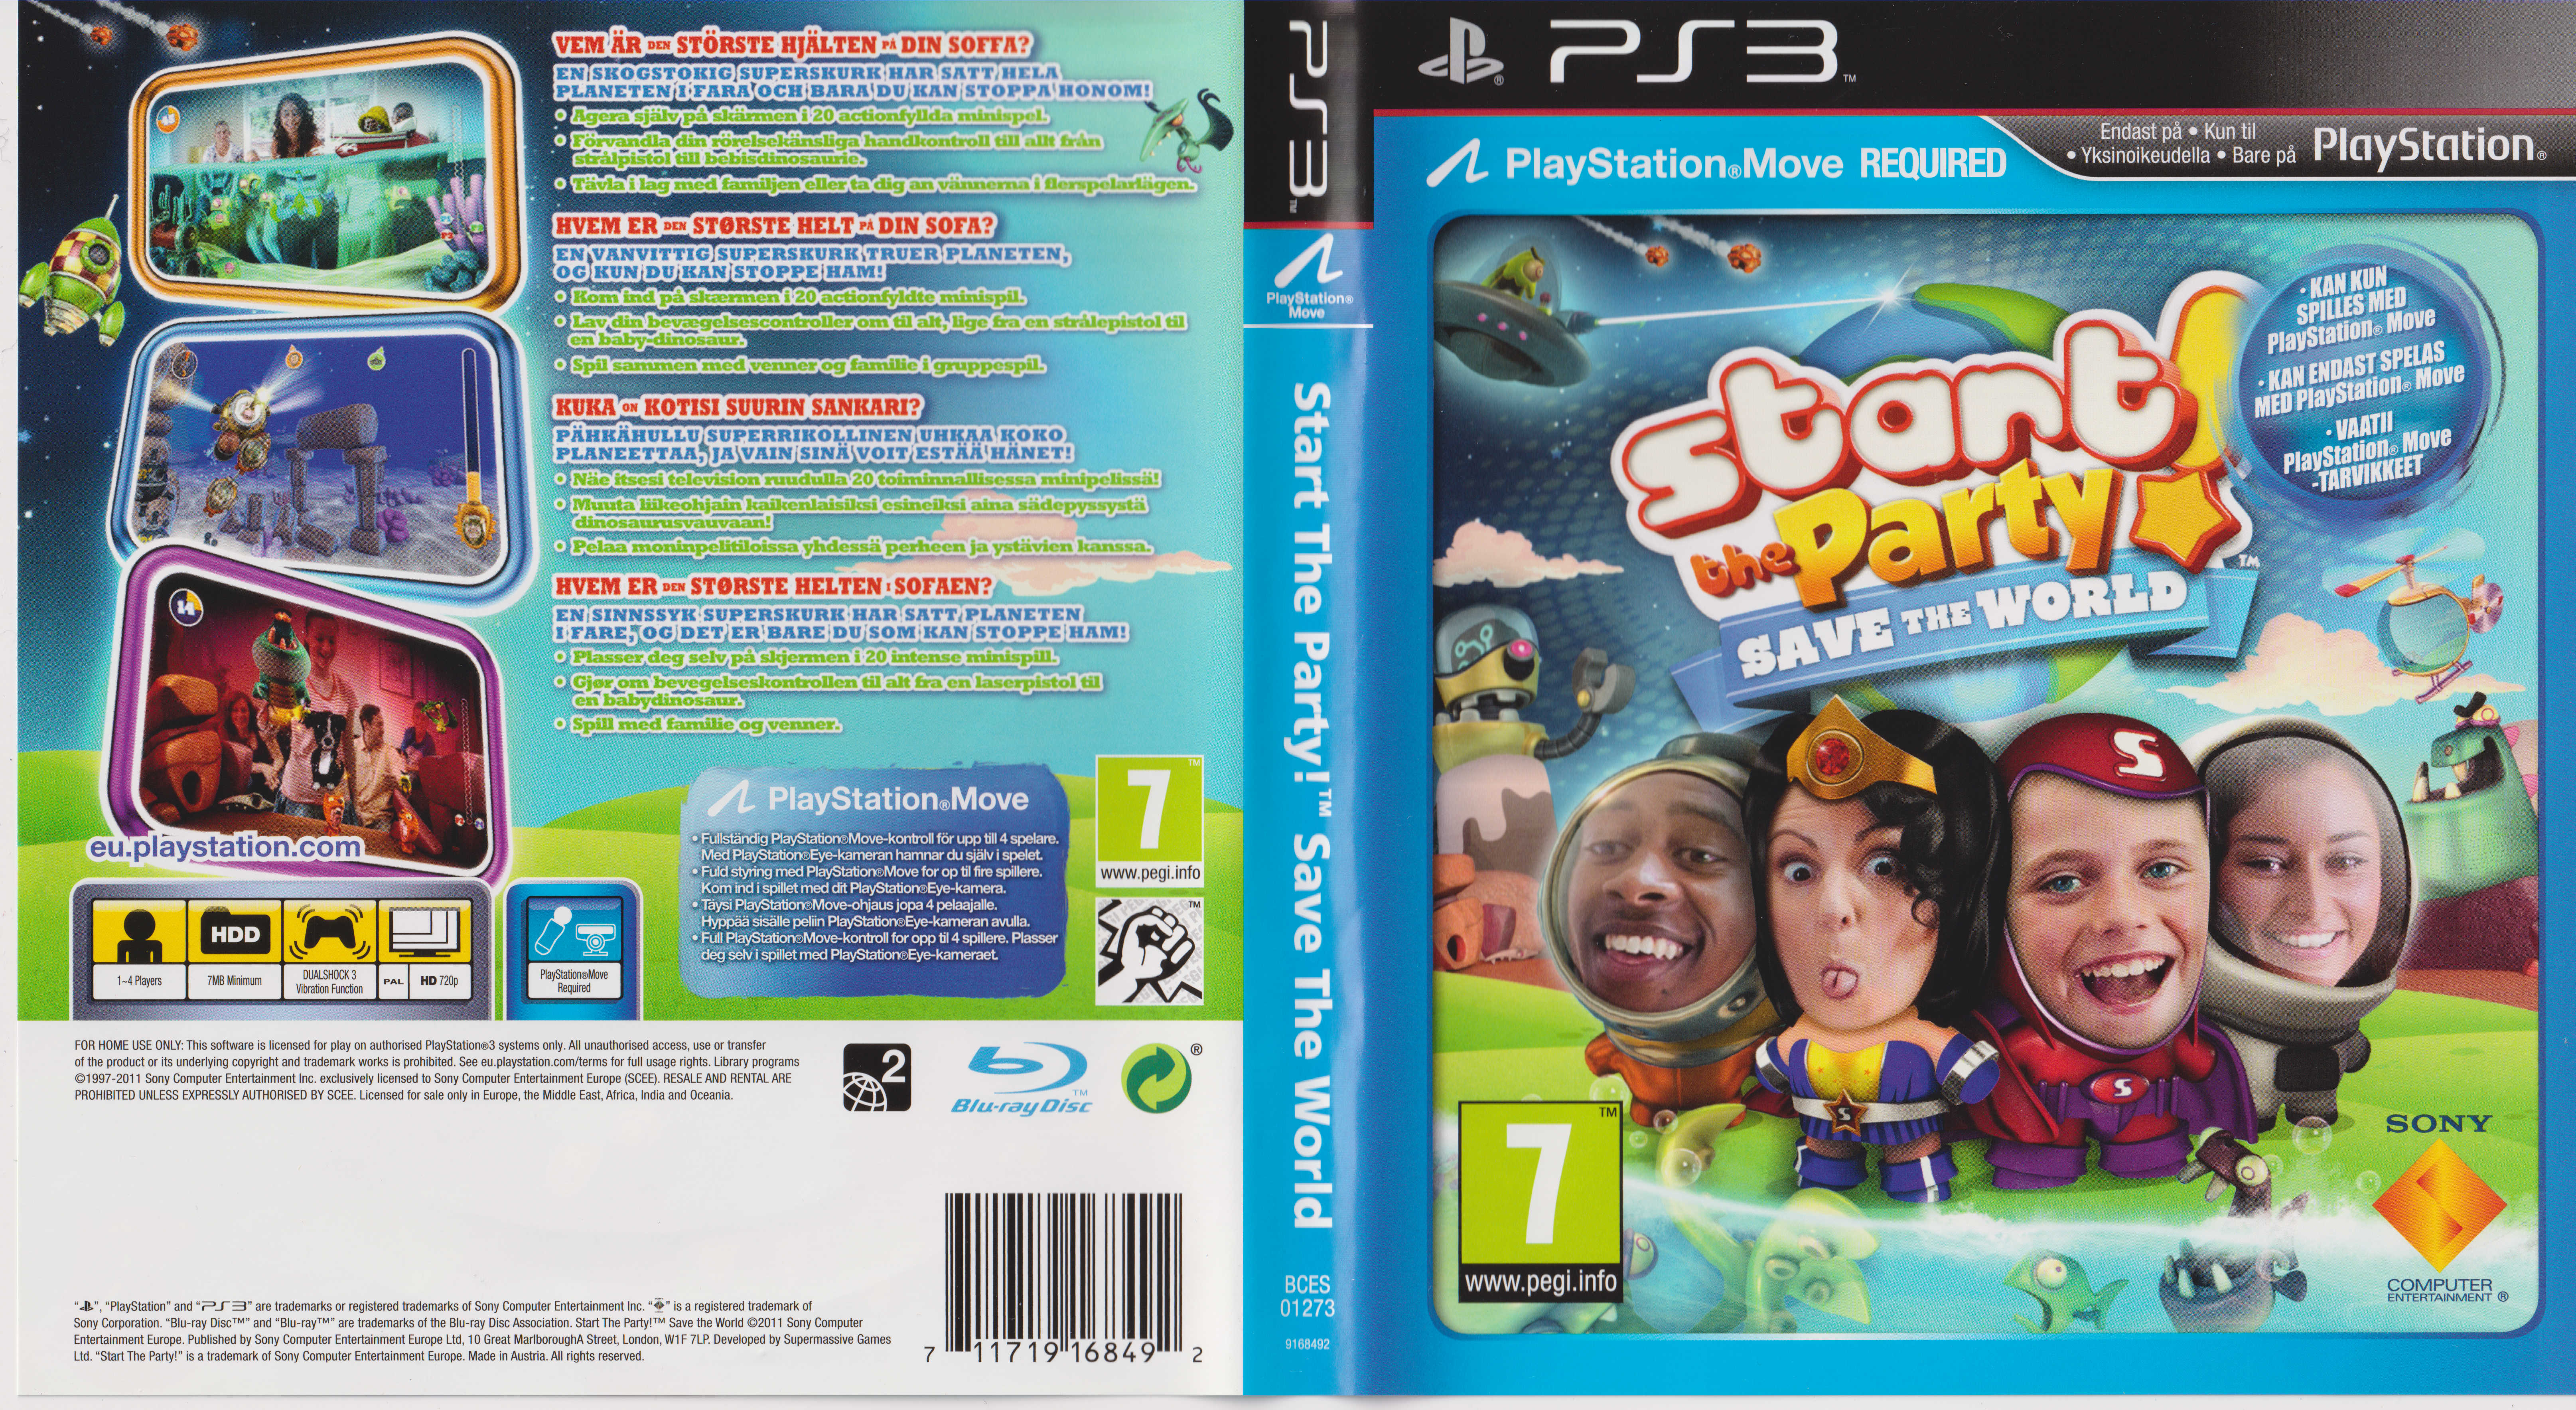 VEM ÄR DEN STÖRSTE HJÄLTEN PÅ DIN SOFFA?
EN SKOGSTOKIG SUPERSKURK HAR SATT HELA
PLANETEN I FARA OCH BARA DU KAN STOPPA HONOM!
• Agera själv på skärmen i 20 actionfyllda minispel.
• Förvandla din rörelsekänsliga handkontroll till allt från
strålpistol till bebisdinosaurie.
• Tävla i lag med familjen eller ta dig an vännerna i flerspelarlägen.
HVEM ER DEN STØRSTE HELT PÅ DIN SOFA?
EN VANVITTIG SUPERSKURK TRUER PLANETEN,
OG KUN DU KAN STOPPE HAM!
• Kom ind på skærmen i 20 actionfyldte minispil.
• Lav din bevægelsescontroller om til alt, lige fra en strålepistol til
en baby-dinosaur.
• Spil sammen med venner og familie i gruppespil.
KUKA ON KOTISI SUURIN SANKARI?
PÄHKÄHULLU SUPERRIKOLLINEN UHKAA KOKO
PLANEETTAA, JA VAIN SINÄ VOIT ESTÄÄ HÄNET!
• Näe itsesi television ruudulla 20 toiminnallisessa minipelissä!
• Muuta liikeohjain kaikenlaisiksi esineiksi aina sädepyssystä
dinosaurusvauvaan!
• Pelaa moninpelitiloissa yhdessä perheen ja ystävien kanssa.
HVEM ER DEN STØRSTE HELTEN I SOFAEN?
EN SINNSSYK SUPERSKURK HAR SATT PLANETEN
I FARE, OG DET ER BARE DU SOM KAN STOPPE HAM!
• Plasser deg selv på skjermen i 20 intense minispill.
• Gjør om bevegelseskontrollen til alt fra en laserpistol til
en babydinosaur.
• Spill med familie og venner.
45
14
eu.playstation.com
PlayStation®Move
• Fullständig PlayStation®Move-kontroll för upp till 4 spelare.
Med PlayStation®Eye-kameran hamnar du själv i spelet.
• Fuld styring med PlayStation®Move for op til fire spillere.
Kom ind i spillet med dit PlayStation®Eye-kamera.
• Täysi PlayStation®Move-ohjaus jopa 4 pelaajalle.
Hyppää sisälle peliin PlayStation®Eye-kameran avulla.
• Full PlayStation®Move-kontroll for opp til 4 spillere. Plasser
deg selv i spillet med PlayStation®Eye-kameraet.
7
™
www.pegi.info
™
HDD
1~4 Players
7MB Minimum
DUALSHOCK 3
Vibration Function
PAL
HD 720p
PlayStation®Move
Required
FOR HOME USE ONLY: This software is licensed for play on authorised PlayStation®3 systems only. All unauthorised access, use or transfer
of the product or its underlying copyright and trademark works is prohibited. See eu.playstation.com/terms for full usage rights. Library programs
©1997-2011 Sony Computer Entertainment Inc. exclusively licensed to Sony Computer Entertainment Europe (SCEE). RESALE AND RENTAL ARE
PROHIBITED UNLESS EXPRESSLY AUTHORISED BY SCEE. Licensed for sale only in Europe, the Middle East, Africa, India and Oceania.
2
Blu-ray Disc™
®
"", "PlayStation" and "PS3" are trademarks or registered trademarks of Sony Computer Entertainment Inc. "" is a registered trademark of
Sony Corporation. "Blu-ray Disc™" and "Blu-ray™" are trademarks of the Blu-ray Disc Association. Start The Party!™ Save the World ©2011 Sony Computer
Entertainment Europe. Published by Sony Computer Entertainment Europe Ltd, 10 Great MarlboroughA Street, London, W1F 7LP. Developed by Supermassive Games
Ltd. "Start The Party!" is a trademark of Sony Computer Entertainment Europe. Made in Austria. All rights reserved.
7 11719 16849 2
PS3™
PlayStation®
Move
Start The Party!™ Save The World
BCES
01273
9168492
PS3™
PlayStation®Move REQUIRED
Endast på • Kun til
• Yksinoikeudella • Bare på
PlayStation®
• KAN KUN
SPILLES MED
PlayStation® Move
• KAN ENDAST SPELAS
MED PlayStation® Move
• VAATII
PlayStation® Move
-TARVIKKEET
Start
the Party!™
SAVE THE WORLD
S
S
S
7
™
www.pegi.info
SONY
COMPUTER
ENTERTAINMENT ®